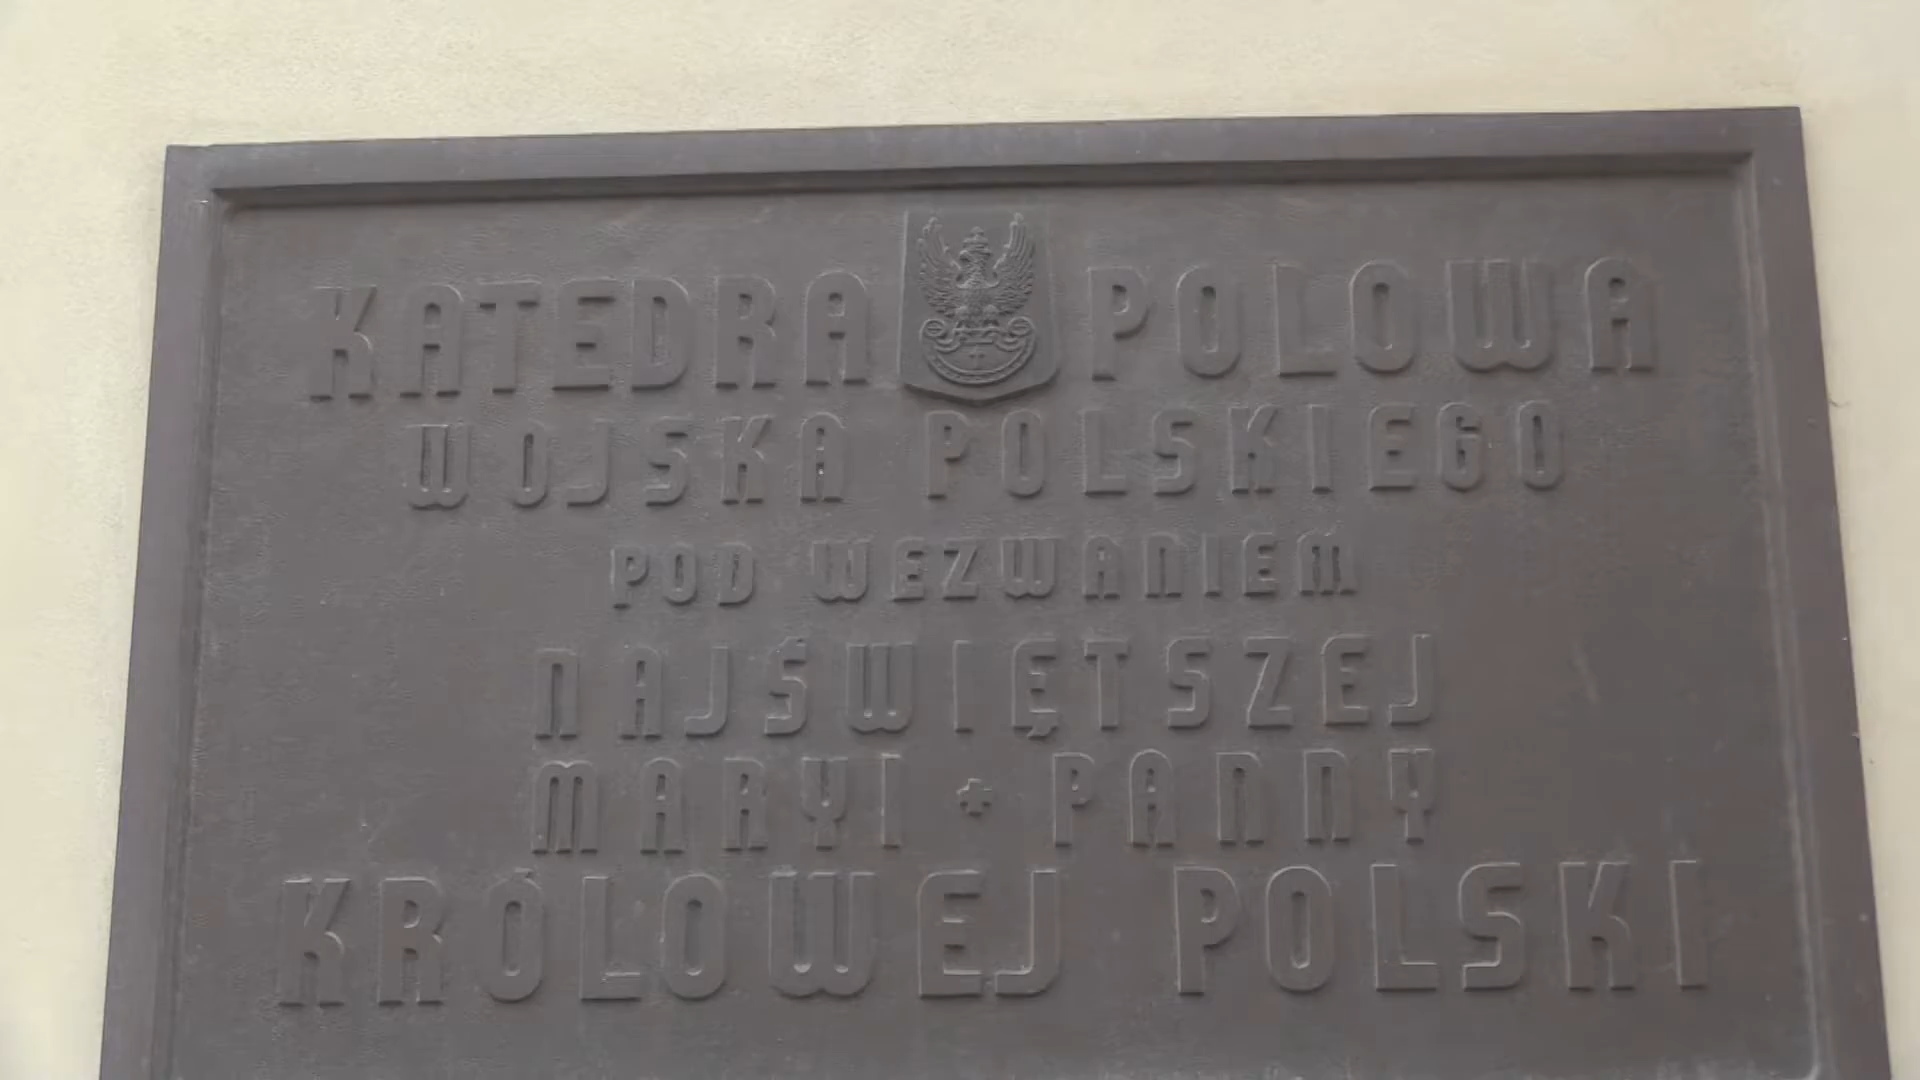 KATEDRA POLOWA
WOJSKA POLSKIEGO
POD WEZWANIEM
NAJŚWIĘTSZEJ
MARYI PANNY
KRÓLOWEJ POLSKI